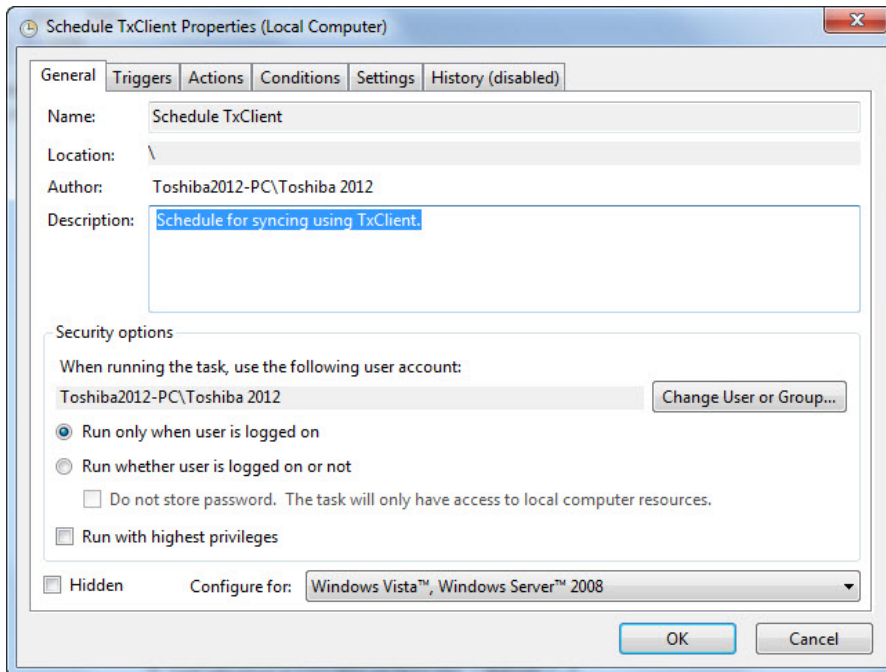 Schedule TxClient Properties (Local Computer)
General Triggers Actions Conditions Settings History (disabled)
Name: Schedule TxClient
Location: \
Author: Toshiba2012-PC\Toshiba 2012
Description: Schedule for syncing using TxClient.
Security options
When running the task, use the following user account:
Toshiba2012-PC\Toshiba 2012 Change User or Group...
Run only when user is logged on
Run whether user is logged on or not
Do not store password. The task will only have access to local computer resources.
Run with highest privileges
Hidden Configure for: Windows Vista™, Windows Server™ 2008
OK Cancel